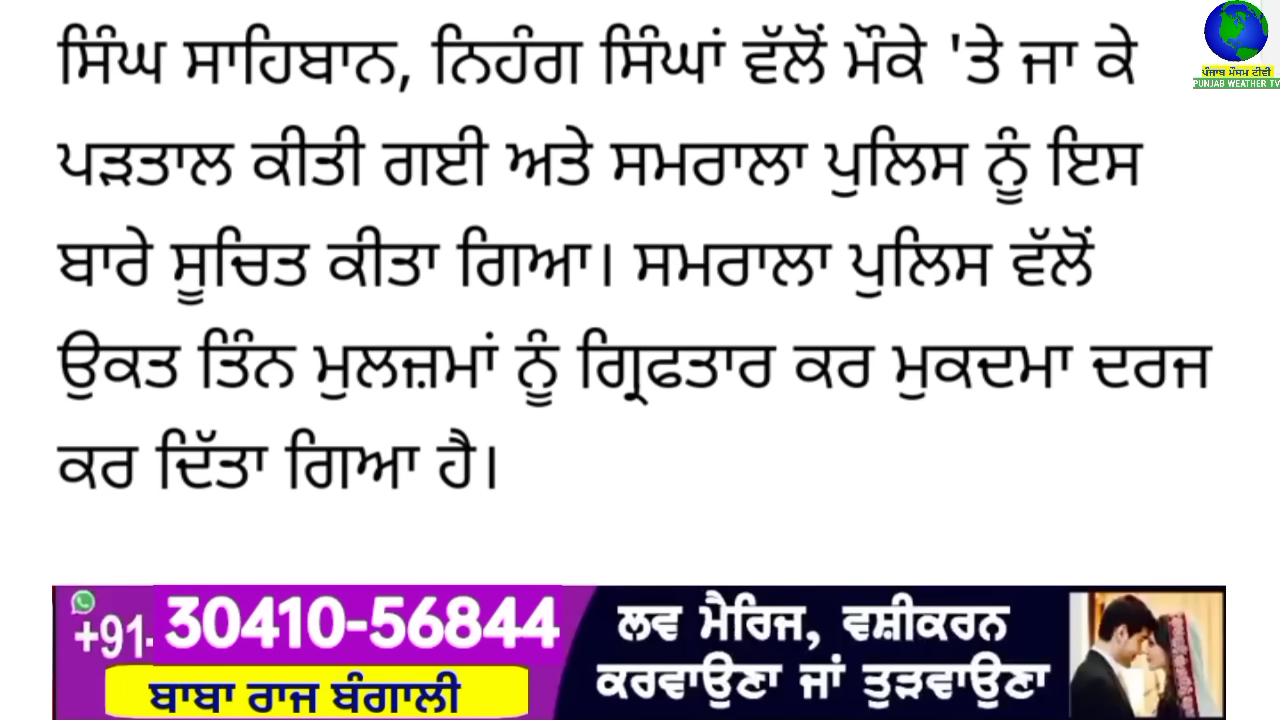 ਸਿੰਘ ਸਾਹਿਬਾਨ, ਨਿਹੰਗ ਸਿੰਘਾਂ ਵੱਲੋਂ ਮੌਕੇ 'ਤੇ ਜਾ ਕੇ
ਪੜਤਾਲ ਕੀਤੀ ਗਈ ਅਤੇ ਸਮਰਾਲਾ ਪੁਲਿਸ ਨੂੰ ਇਸ
ਬਾਰੇ ਸੂਚਿਤ ਕੀਤਾ ਗਿਆ। ਸਮਰਾਲਾ ਪੁਲਿਸ ਵੱਲੋਂ
ਉਕਤ ਤਿੰਨ ਮੁਲਜ਼ਮਾਂ ਨੂੰ ਗ੍ਰਿਫਤਾਰ ਕਰ ਮੁਕਦਮਾ ਦਰਜ
ਕਰ ਦਿੱਤਾ ਗਿਆ ਹੈ।
ਪੰਜਾਬ ਮੌਸਮ ਟੀਵੀ
PUNJAB WEATHER TV
+91- 30410-56844
ਬਾਬਾ ਰਾਜ ਬੰਗਾਲੀ
ਲਵ ਮੈਰਿਜ, ਵਸ਼ੀਕਰਨ
ਕਰਵਾਉਣਾ ਜਾਂ ਤੁੜਵਾਉਣਾ